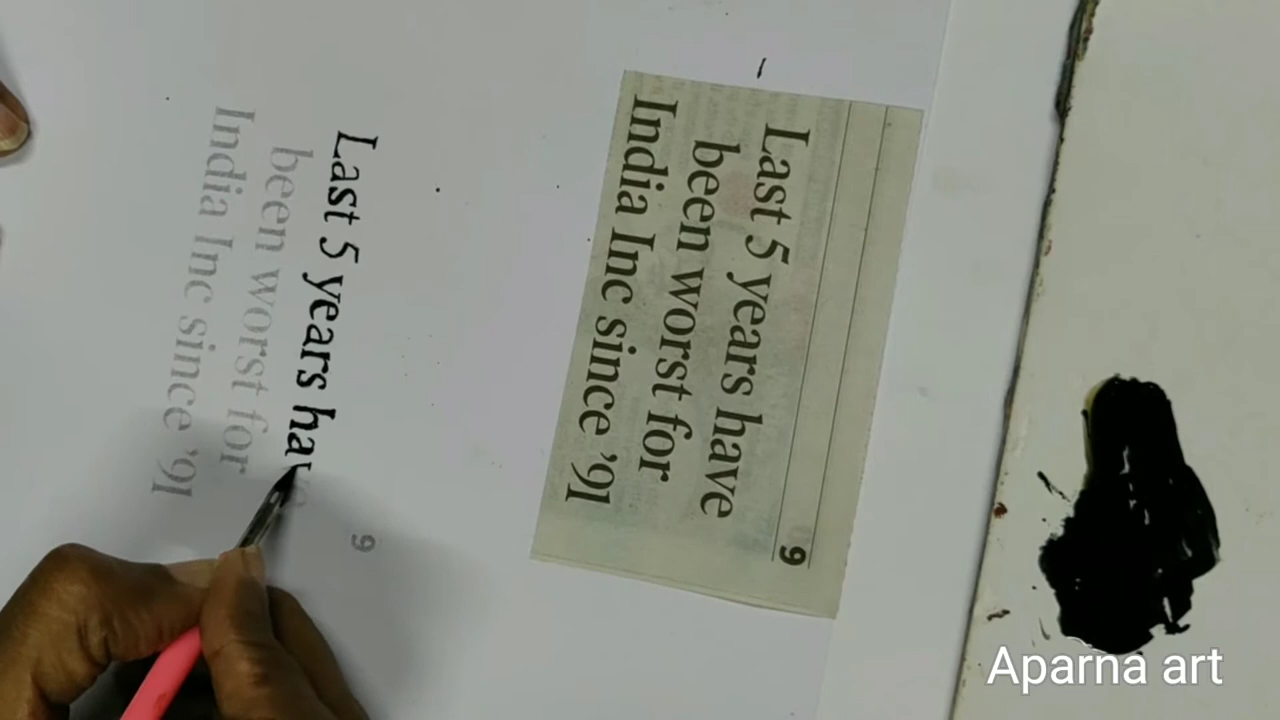 9
Last 5 years have
been worst for
India Inc since '91
9
Last 5 years hav
been worst for
India Inc since '91
Aparna art